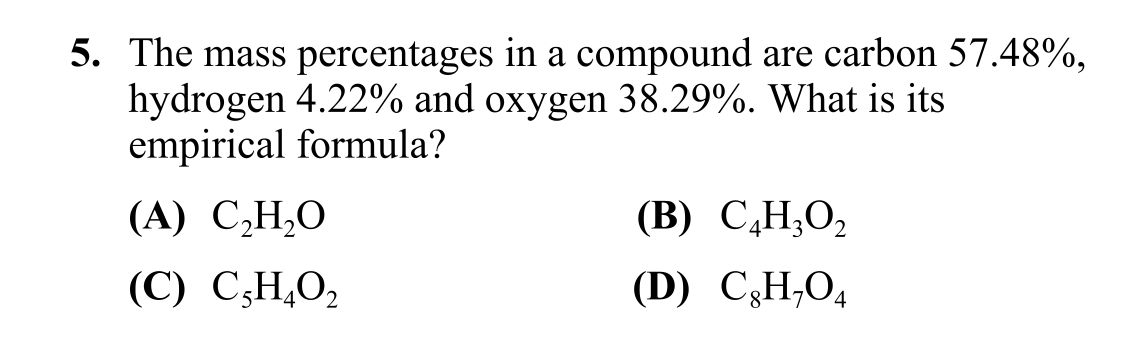 5. The mass percentages in a compound are carbon 57.48%,
hydrogen 4.22% and oxygen 38.29%. What is its
empirical formula?
(A) C₂H₂O (B) C₄H₃O₂
(C) C₅H₄O₂ (D) C₈H₇O₄